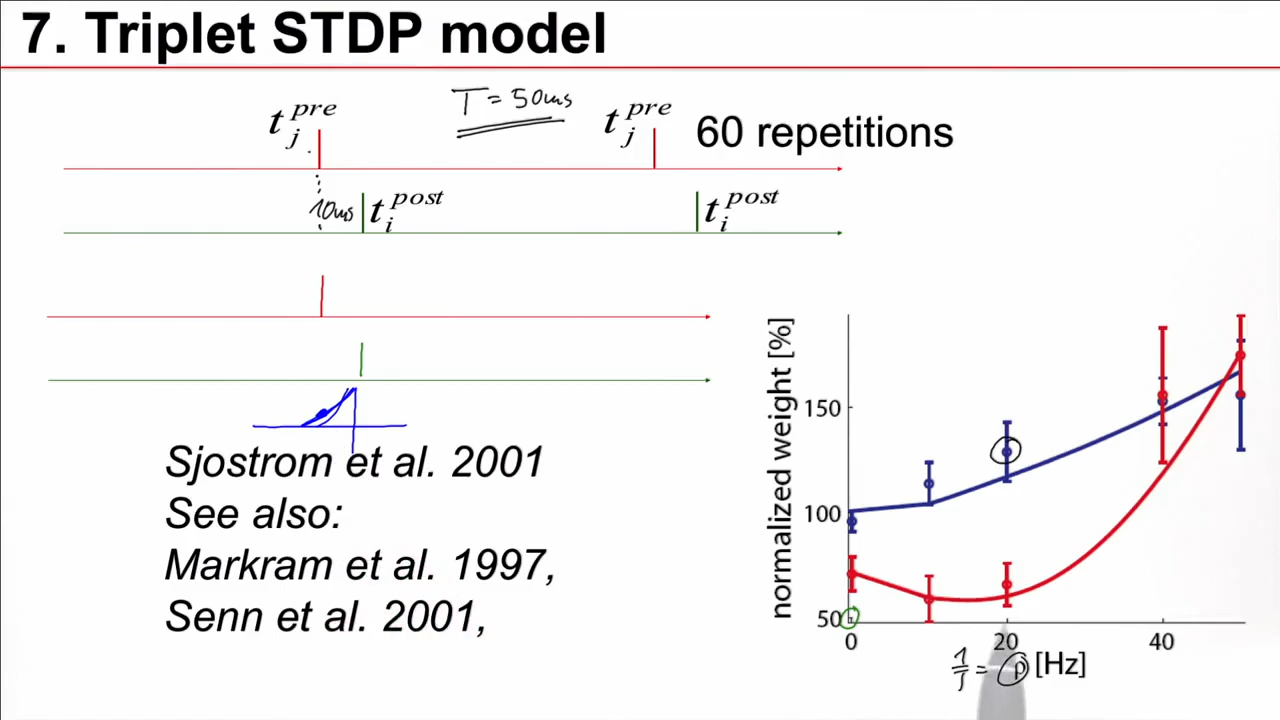 7. Triplet STDP model
t_j^pre T = 50ms t_j^pre 60 repetitions
10ms t_i^post t_i^post
Sjostrom et al. 2001
See also:
Markram et al. 1997,
Senn et al. 2001,
normalized weight [%]
150
100
50
0 20 40
= ρ [Hz]